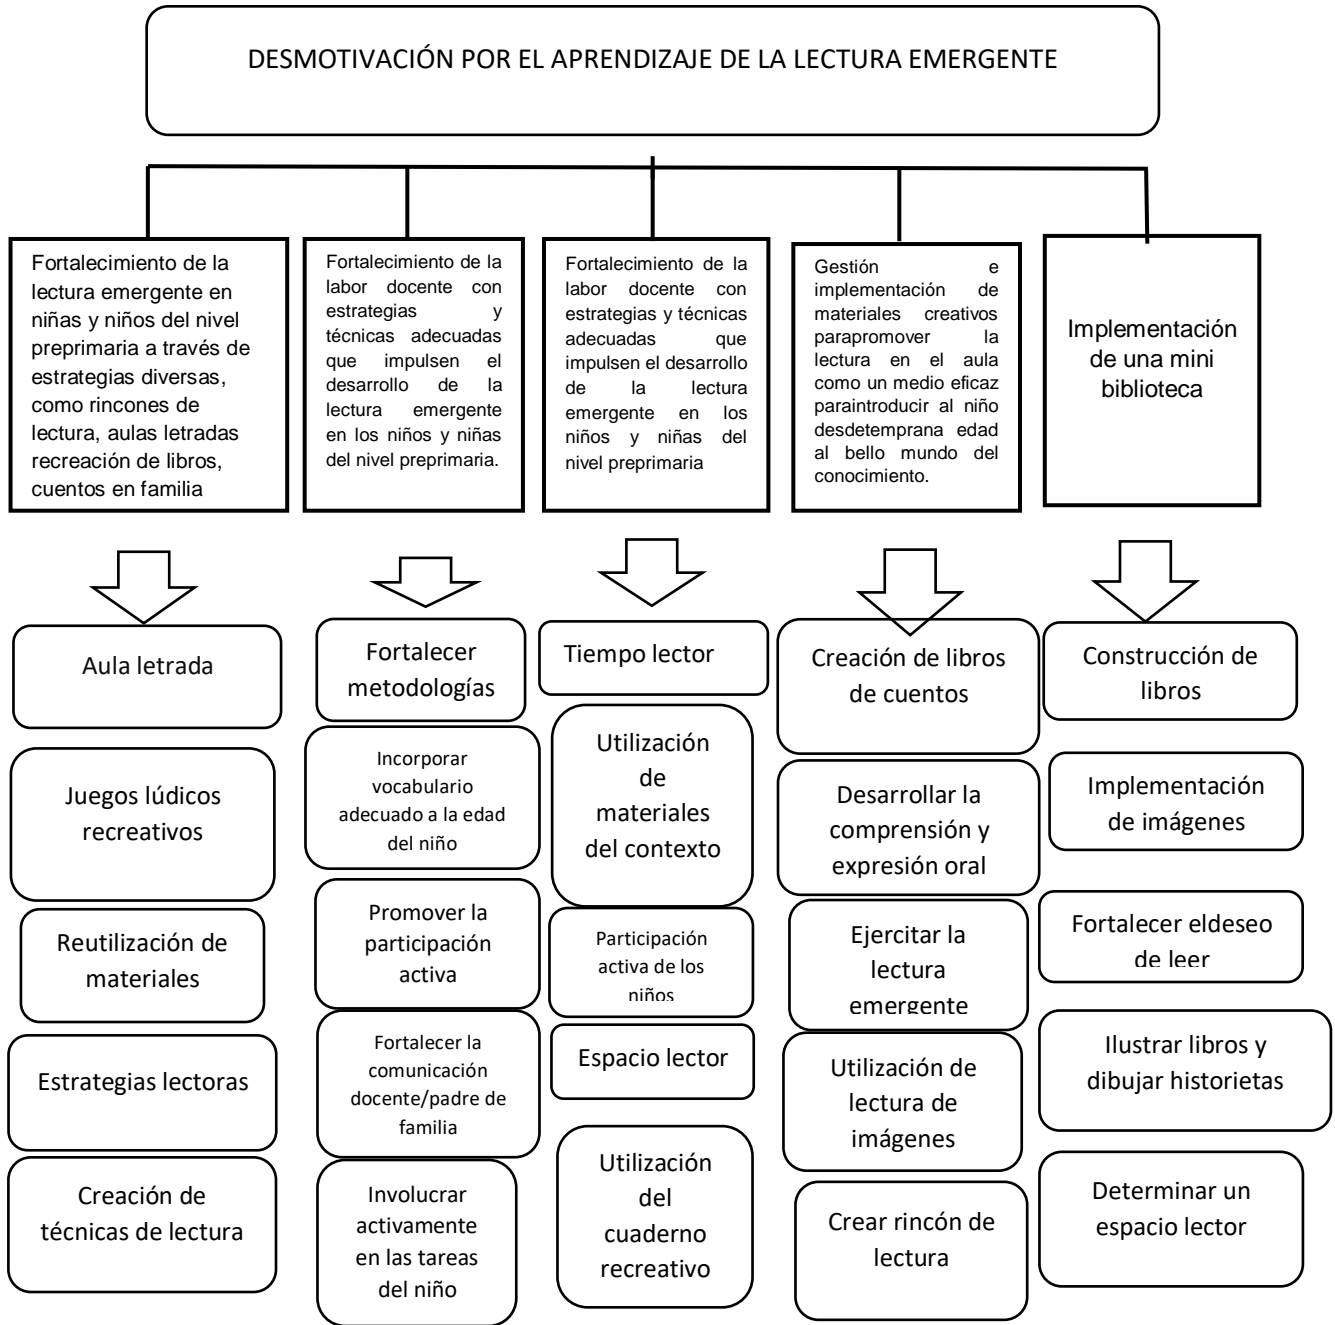 DESMOTIVACIÓN POR EL APRENDIZAJE DE LA LECTURA EMERGENTE
Fortalecimiento de la
lectura emergente en
niñas y niños del nivel
preprimaria a través de
estrategias diversas,
como rincones de
lectura, aulas letradas
recreación de libros,
cuentos en familia
Fortalecimiento de la
labor docente con
estrategias y
técnicas adecuadas
que impulsen el
desarrollo de la
lectura emergente
en los niños y niñas
del nivel preprimaria.
Fortalecimiento de la
labor docente con
estrategias y técnicas
adecuadas que
impulsen el desarrollo
de la lectura
emergente en los
niños y niñas del
nivel preprimaria
Gestión e
implementación de
materiales creativos
parapromover la
lectura en el aula
como un medio eficaz
paraintroducir al niño
desdetemprana edad
al bello mundo del
conocimiento.
Implementación
de una mini
biblioteca
Aula letrada
Juegos lúdicos
recreativos
Reutilización de
materiales
Estrategias lectoras
Creación de
técnicas de lectura
Fortalecer
metodologías
Incorporar
vocabulario
adecuado a la edad
del niño
Promover la
participación
activa
Fortalecer la
comunicación
docente/padre de
familia
Involucrar
activamente
en las tareas
del niño
Tiempo lector
Utilización
de
materiales
del contexto
Participación
activa de los
niños
Espacio lector
Utilización
del
cuaderno
recreativo
Creación de libros
de cuentos
Desarrollar la
comprensión y
expresión oral
Ejercitar la
lectura
emergente
Utilización de
lectura de
imágenes
Crear rincón de
lectura
Construcción de
libros
Implementación
de imágenes
Fortalecer eldeseo
de leer
Ilustrar libros y
dibujar historietas
Determinar un
espacio lector